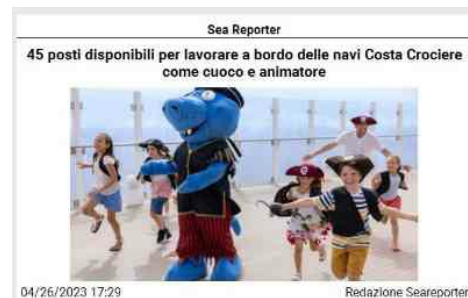 Sea Reporter
45 posti disponibili per lavorare a bordo delle navi Costa Crociere
come cuoco e animatore
04/26/2023 17:29
Redazione Seareporter